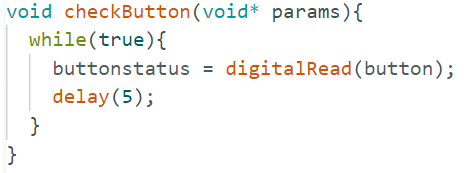 void checkButton(void* params){
  while(true){
    buttonstatus = digitalRead(button);
    delay(5);
  }
}